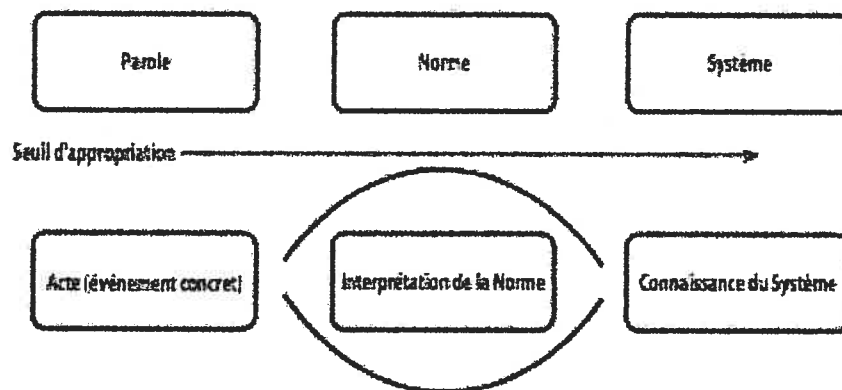 Parole
Norme
Système
Seuil d'appropriation
Acte (événement concret)
Interprétation de la Norme
Connaissance du Système